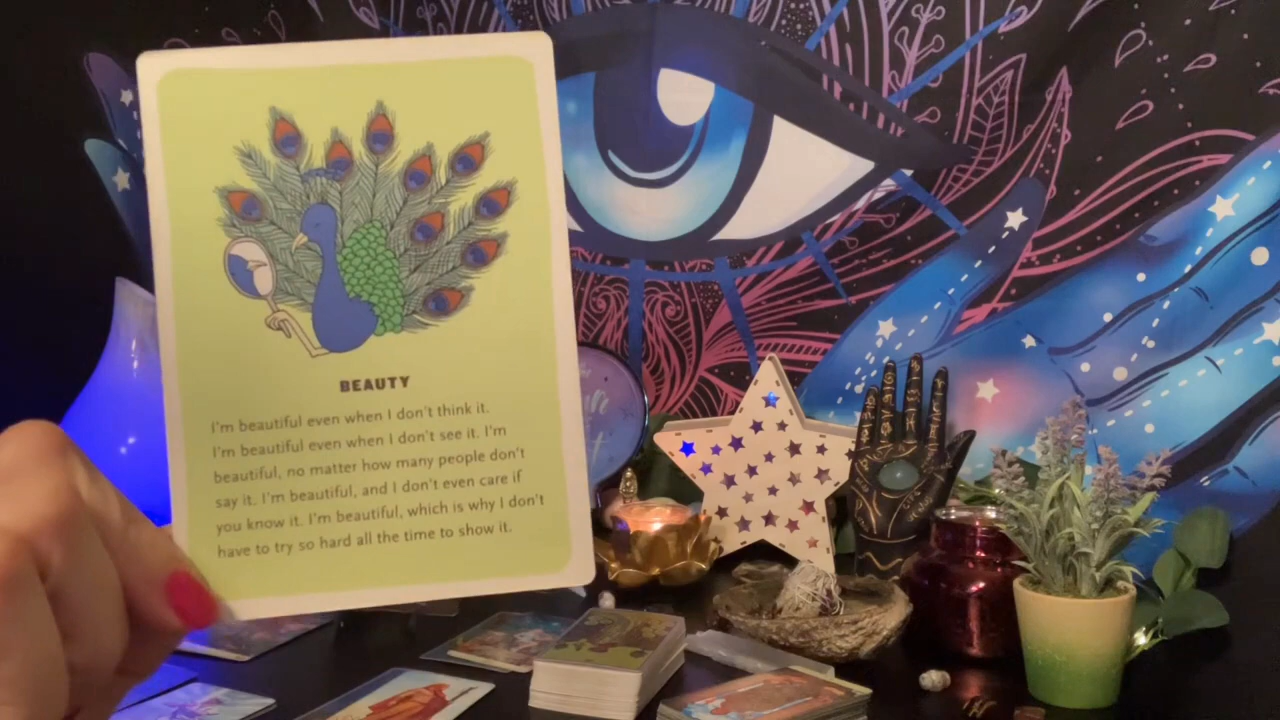 BEAUTY
I'm beautiful even when I don't think it.
I'm beautiful even when I don't see it. I'm
beautiful, no matter how many people don't
say it. I'm beautiful, and I don't even care if
you know it. I'm beautiful, which is why I don't
have to try so hard all the time to show it.